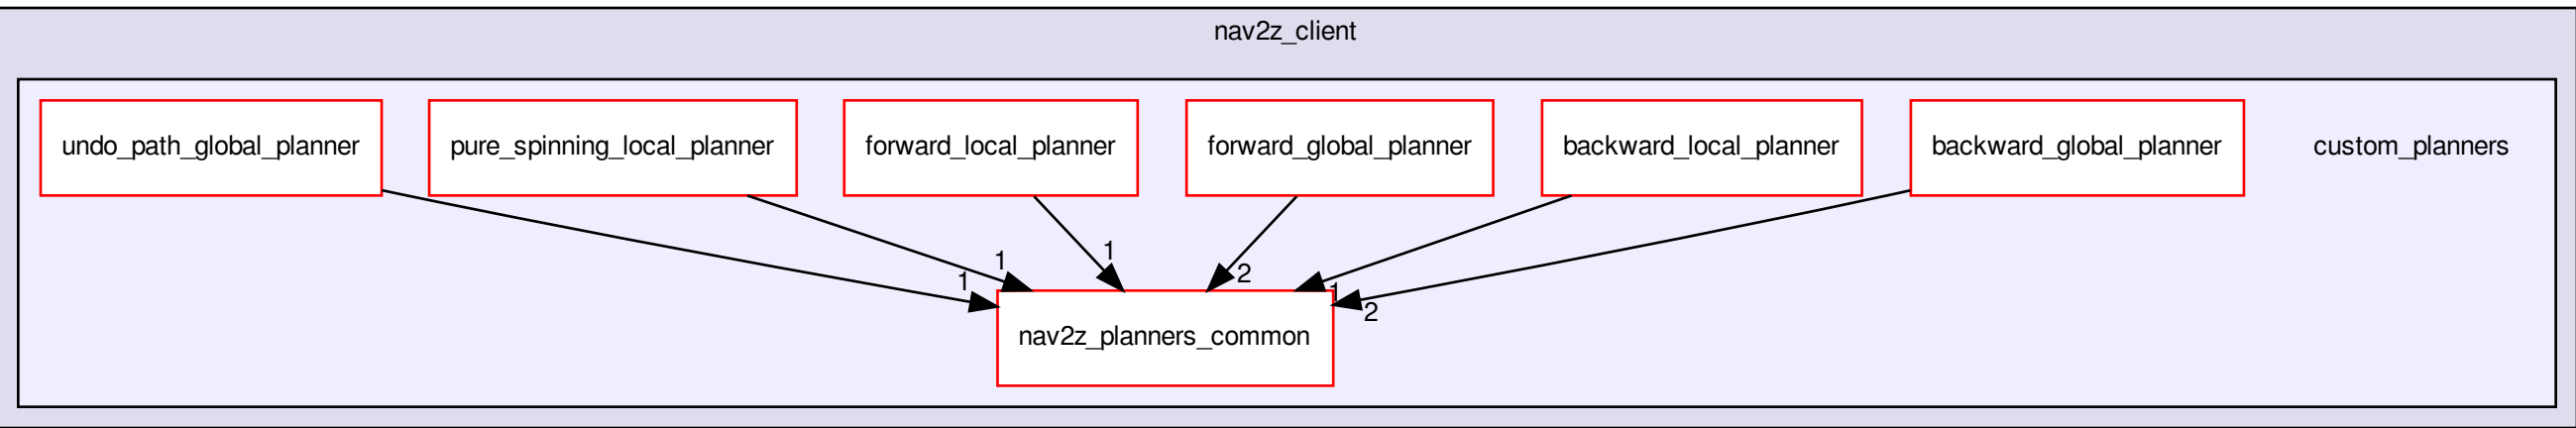 nav2z_client
undo_path_global_planner
pure_spinning_local_planner
forward_local_planner
forward_global_planner
backward_local_planner
backward_global_planner
custom_planners
1
1
1
2
1
2
nav2z_planners_common